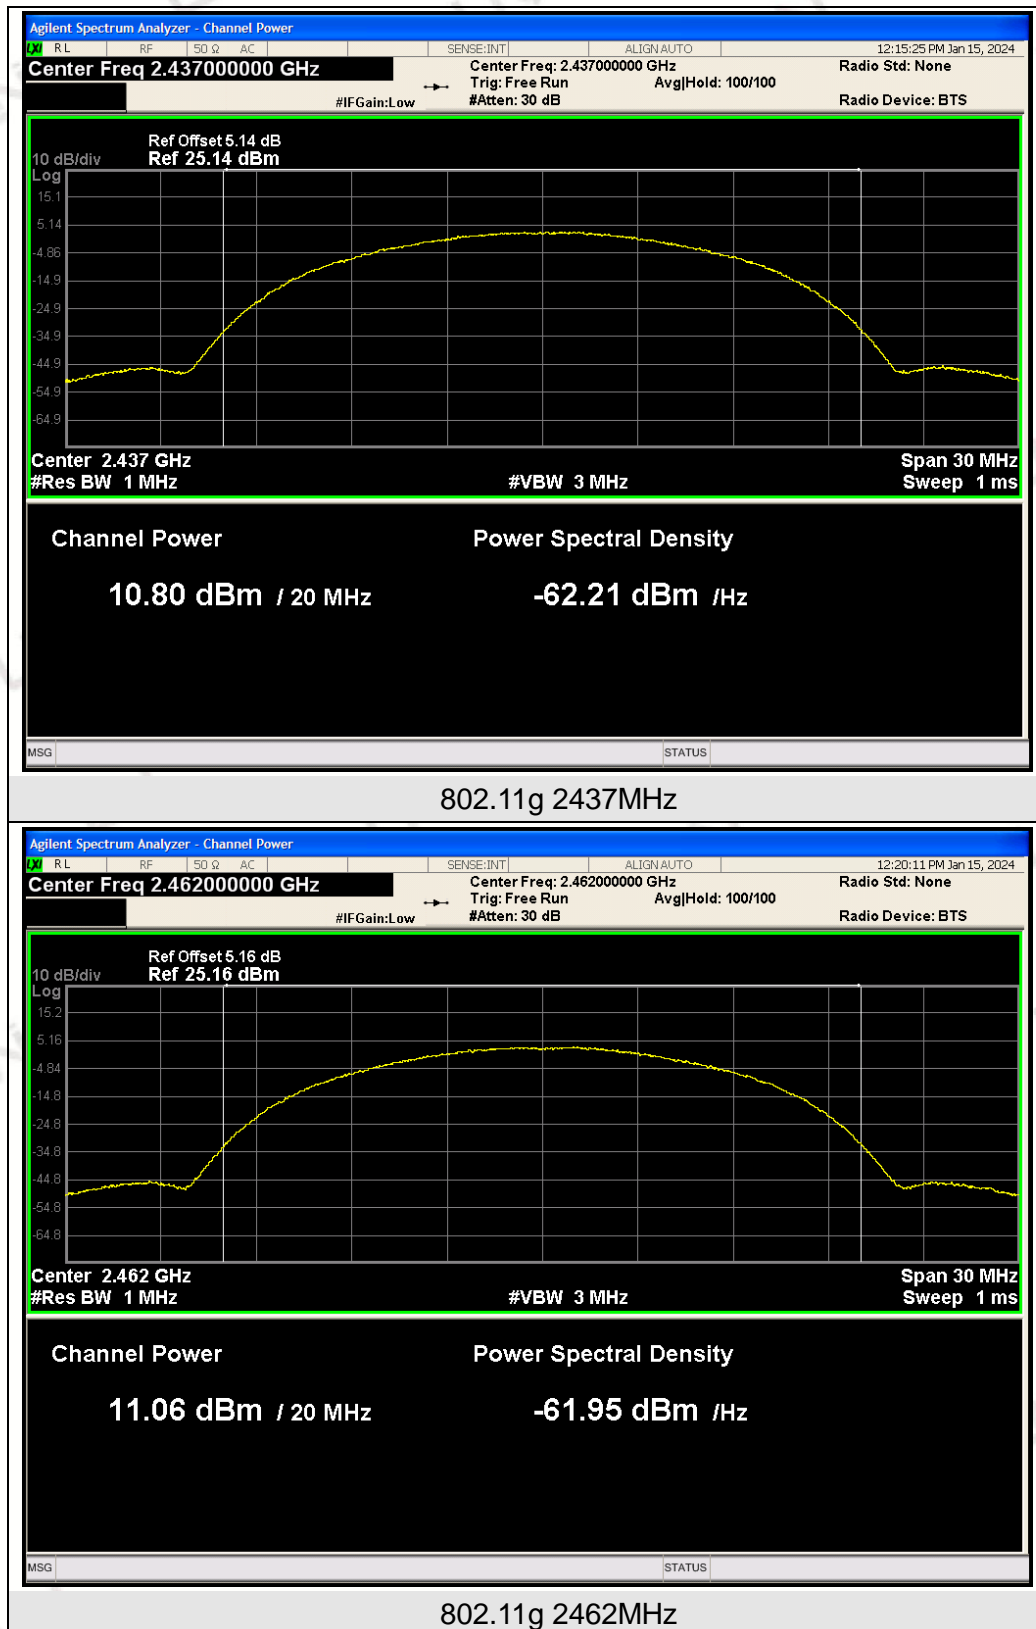 Agilent Spectrum Analyzer - Channel Power
LXI RL RF 50 Ω AC SENSE:INT ALIGN AUTO 12:15:25 PM Jan 15, 2024
Center Freq 2.437000000 GHz Center Freq: 2.437000000 GHz Radio Std: None
Trig: Free Run Avg|Hold: 100/100
#IFGain:Low #Atten: 30 dB Radio Device: BTS
Ref Offset 5.14 dB
10 dB/div Ref 25.14 dBm
Log
15.1
5.14
-4.86
-14.9
-24.9
-34.9
-44.9
-54.9
-64.9
Center 2.437 GHz Span 30 MHz
#Res BW 1 MHz #VBW 3 MHz Sweep 1 ms
Channel Power Power Spectral Density
10.80 dBm / 20 MHz -62.21 dBm /Hz
MSG STATUS
802.11g 2437MHz
Agilent Spectrum Analyzer - Channel Power
LXI RL RF 50 Ω AC SENSE:INT ALIGN AUTO 12:20:11 PM Jan 15, 2024
Center Freq 2.462000000 GHz Center Freq: 2.462000000 GHz Radio Std: None
Trig: Free Run Avg|Hold: 100/100
#IFGain:Low #Atten: 30 dB Radio Device: BTS
Ref Offset 5.16 dB
10 dB/div Ref 25.16 dBm
Log
15.2
5.16
-4.84
-14.8
-24.8
-34.8
-44.8
-54.8
-64.8
Center 2.462 GHz Span 30 MHz
#Res BW 1 MHz #VBW 3 MHz Sweep 1 ms
Channel Power Power Spectral Density
11.06 dBm / 20 MHz -61.95 dBm /Hz
MSG STATUS
802.11g 2462MHz